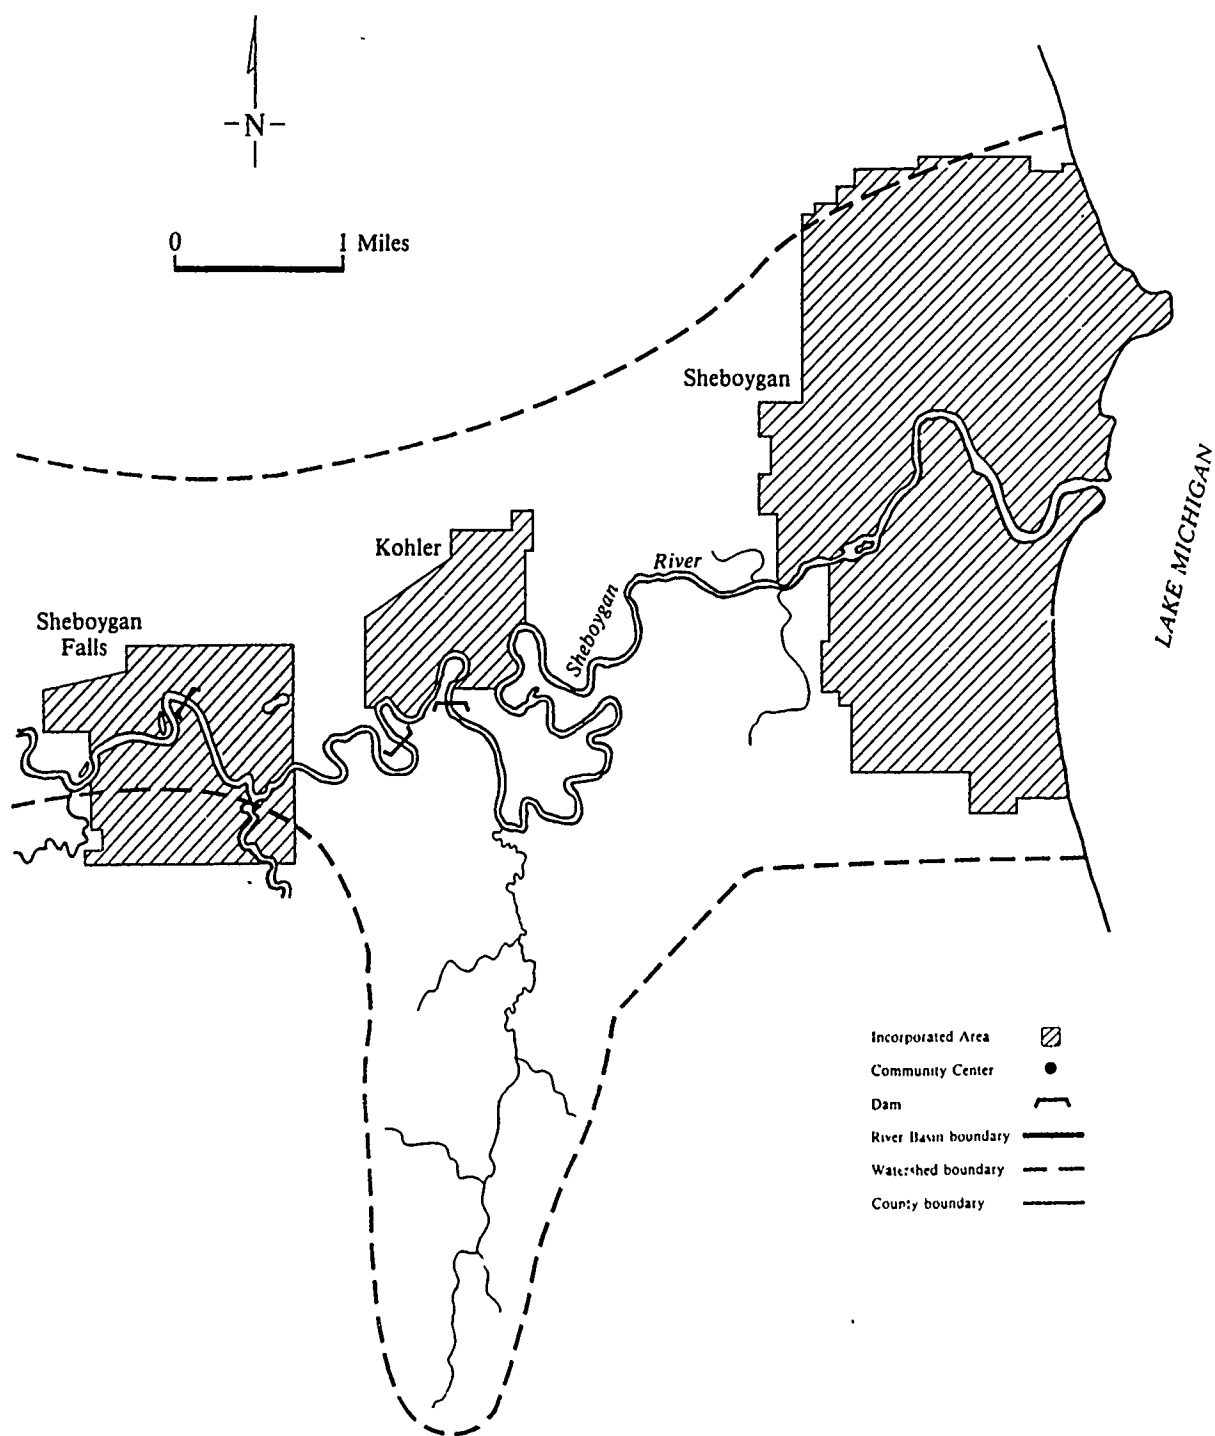 -N-
0 1 Miles
Sheboygan
Kohler
River
Sheboygan
Sheboygan
Falls
LAKE MICHIGAN
Incorporated Area
Community Center
Dam
River Basin boundary
Watershed boundary
County boundary